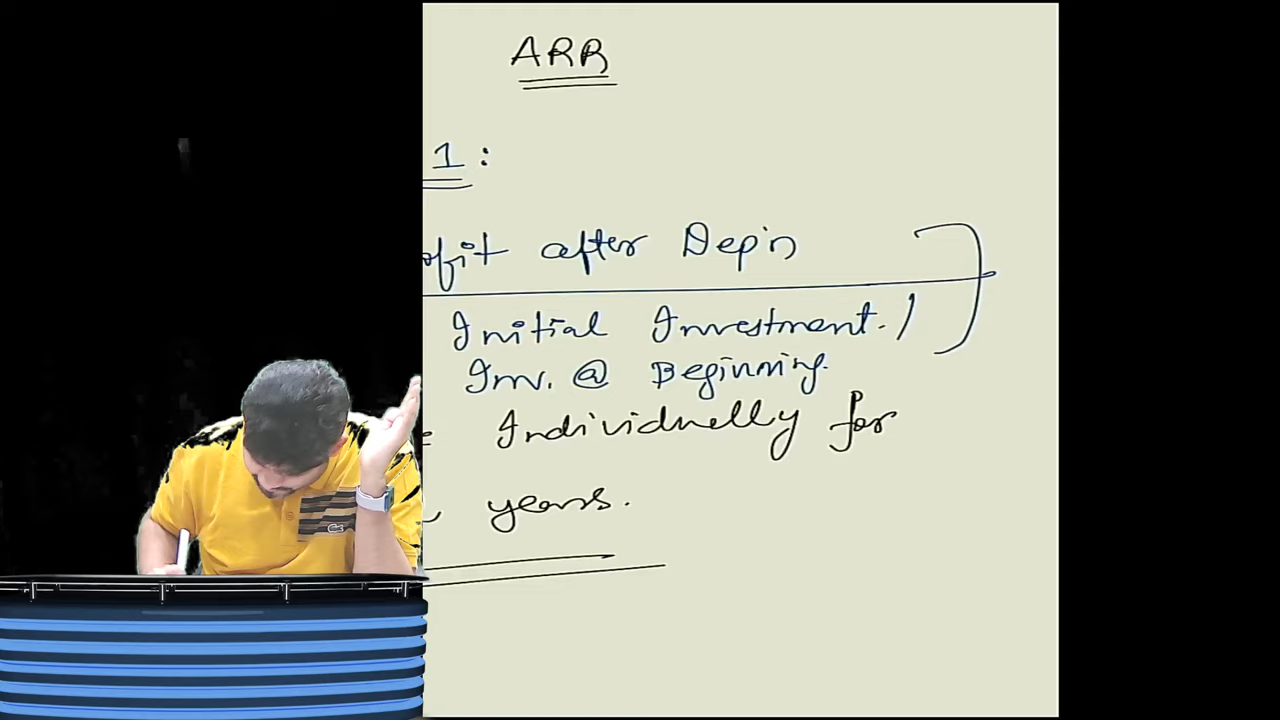 ARR
1 :
ofit after Dep'n
Initial Investment. /
Inv. @ Beginning.
Individually for
years.